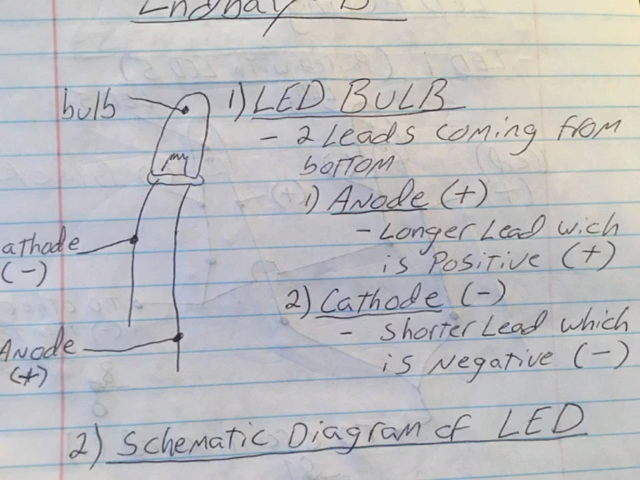 bulb
1) LED BULB
- 2 Leads coming from
bottom
1) Anode (+)
- Longer Lead wich
is Positive (+)
athode
(-)
2) Cathode (-)
- Shorter Lead which
is Negative (-)
Anode
(+)
2) Schematic Diagram of LED